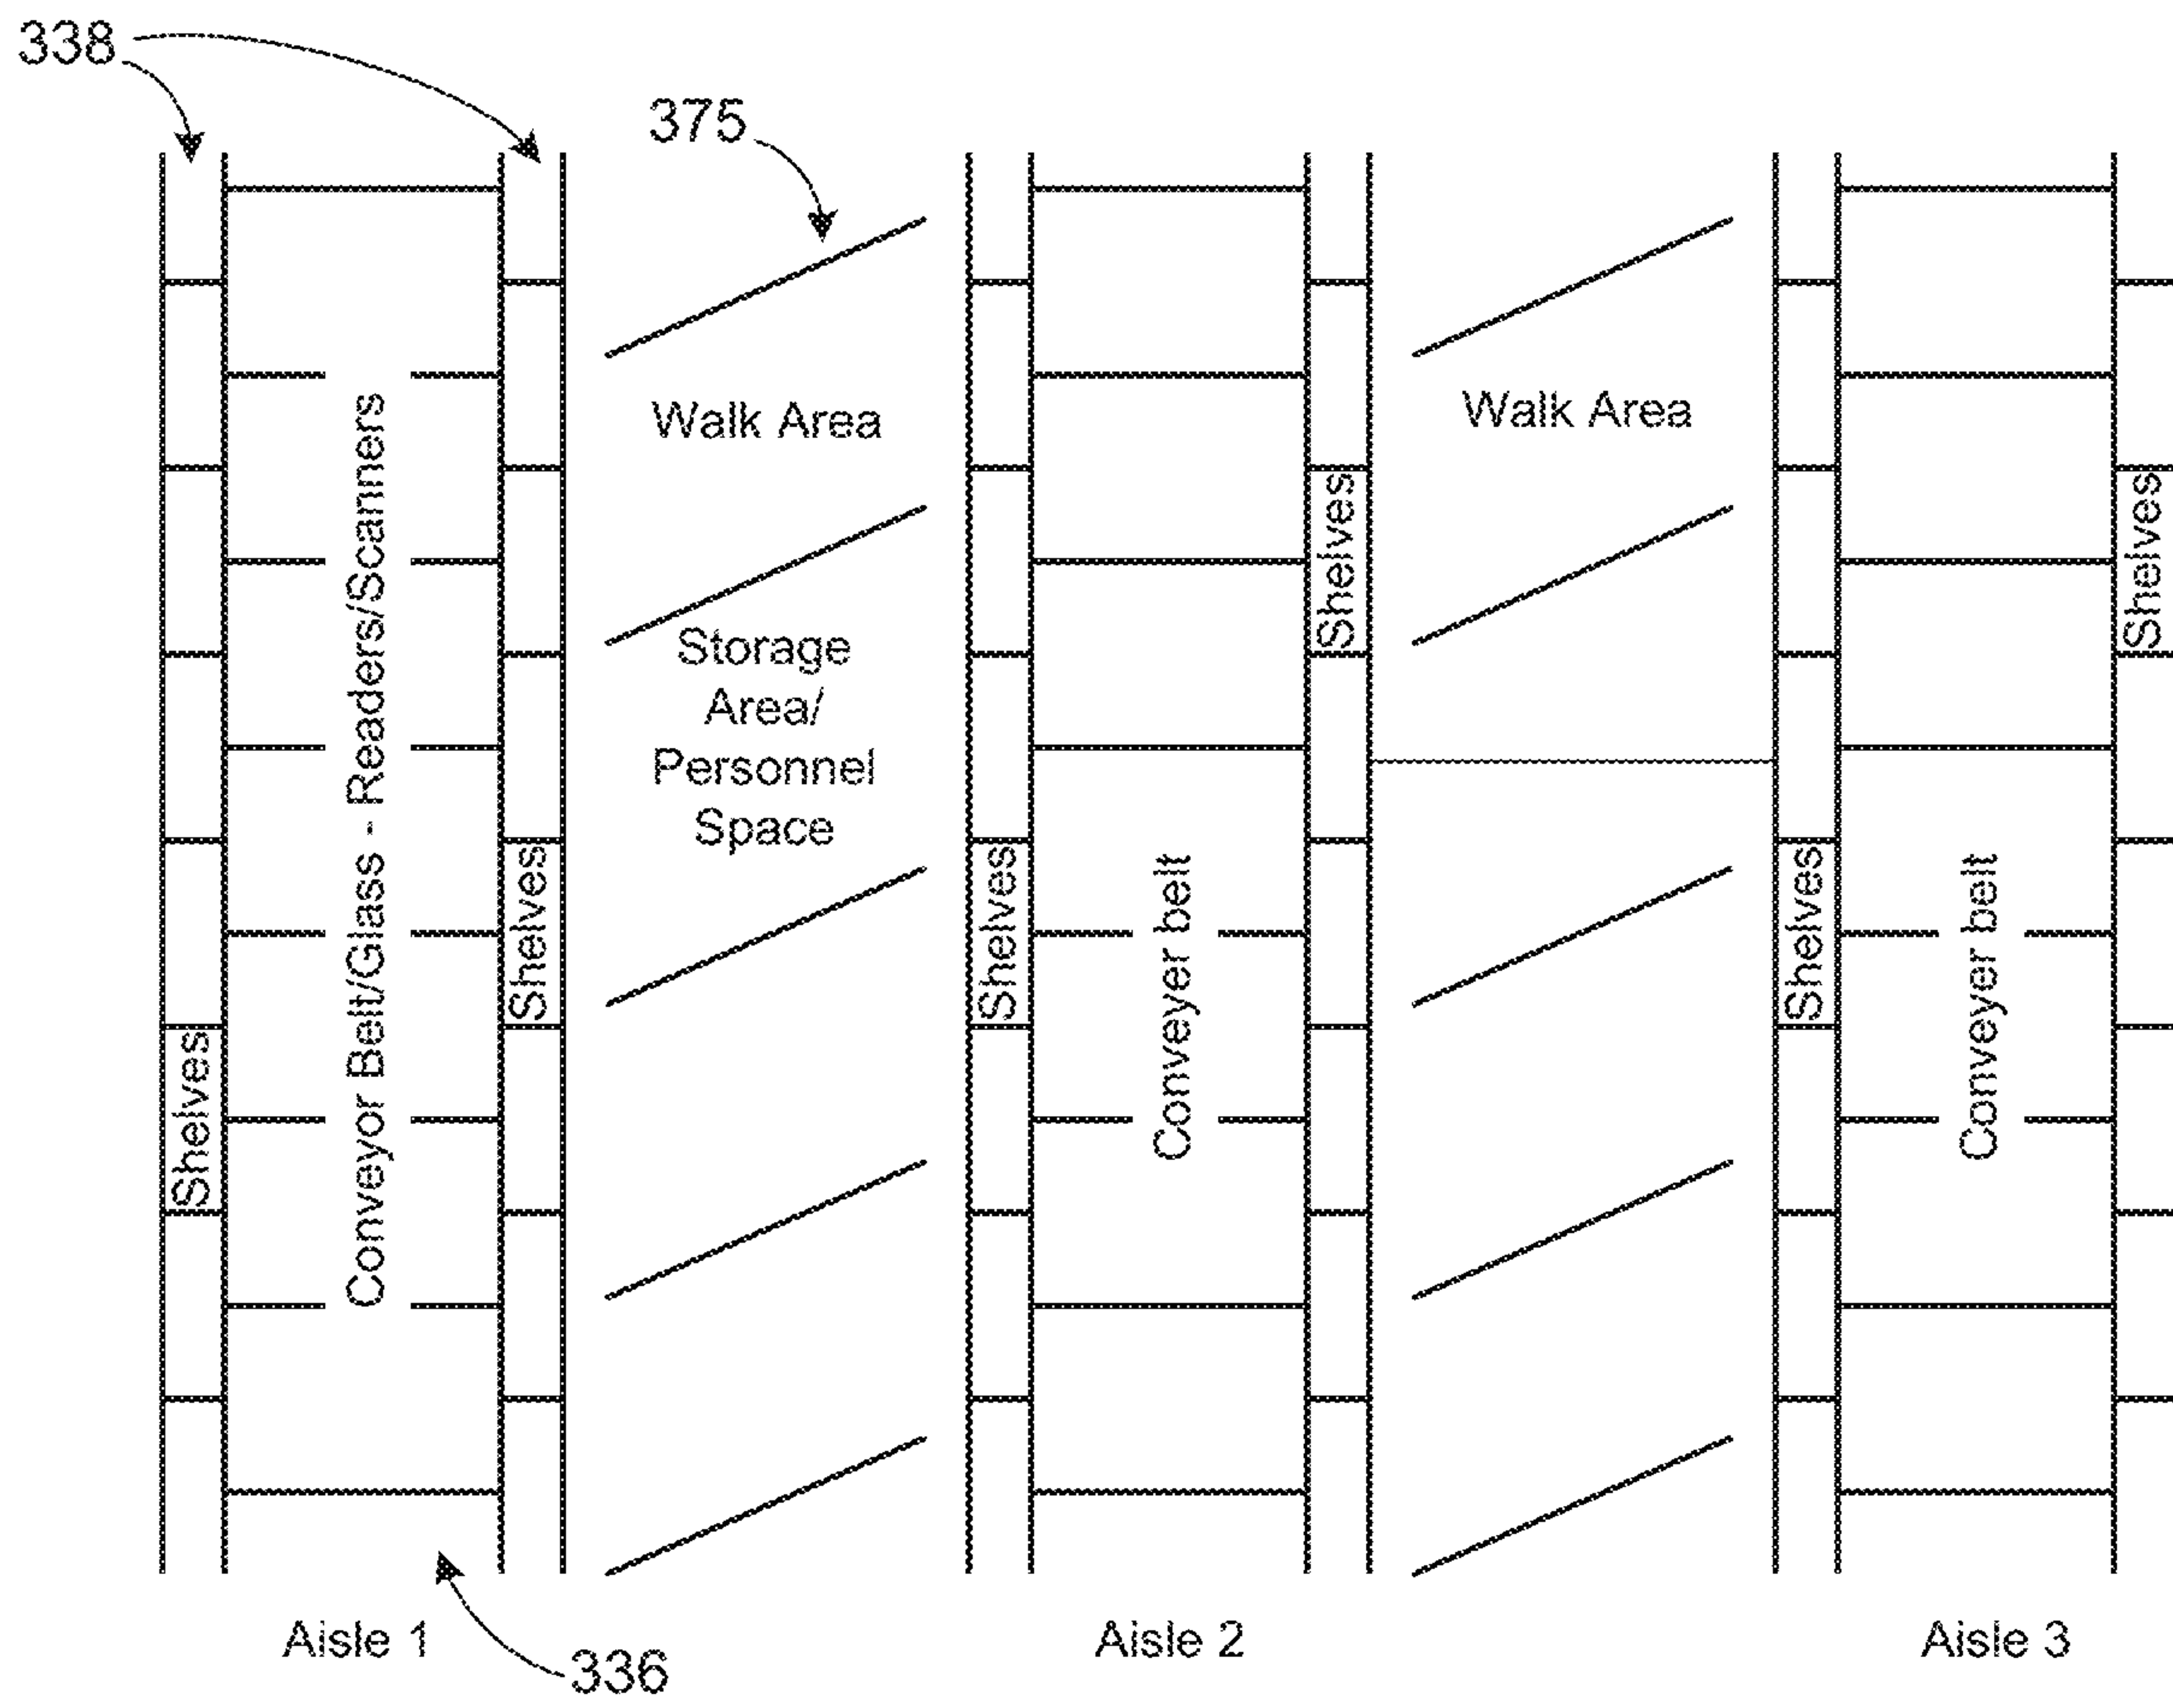 338
375
Walk Area
Walk Area
Conveyor Belt/Glass - Readers/Scanners
Shelves
Shelves
Storage
Area/
Personnel
Space
Shelves
Shelves
Conveyer belt
Shelves
Conveyer belt
Shelves
Shelves
Aisle 1
Aisle 2
Aisle 3
336